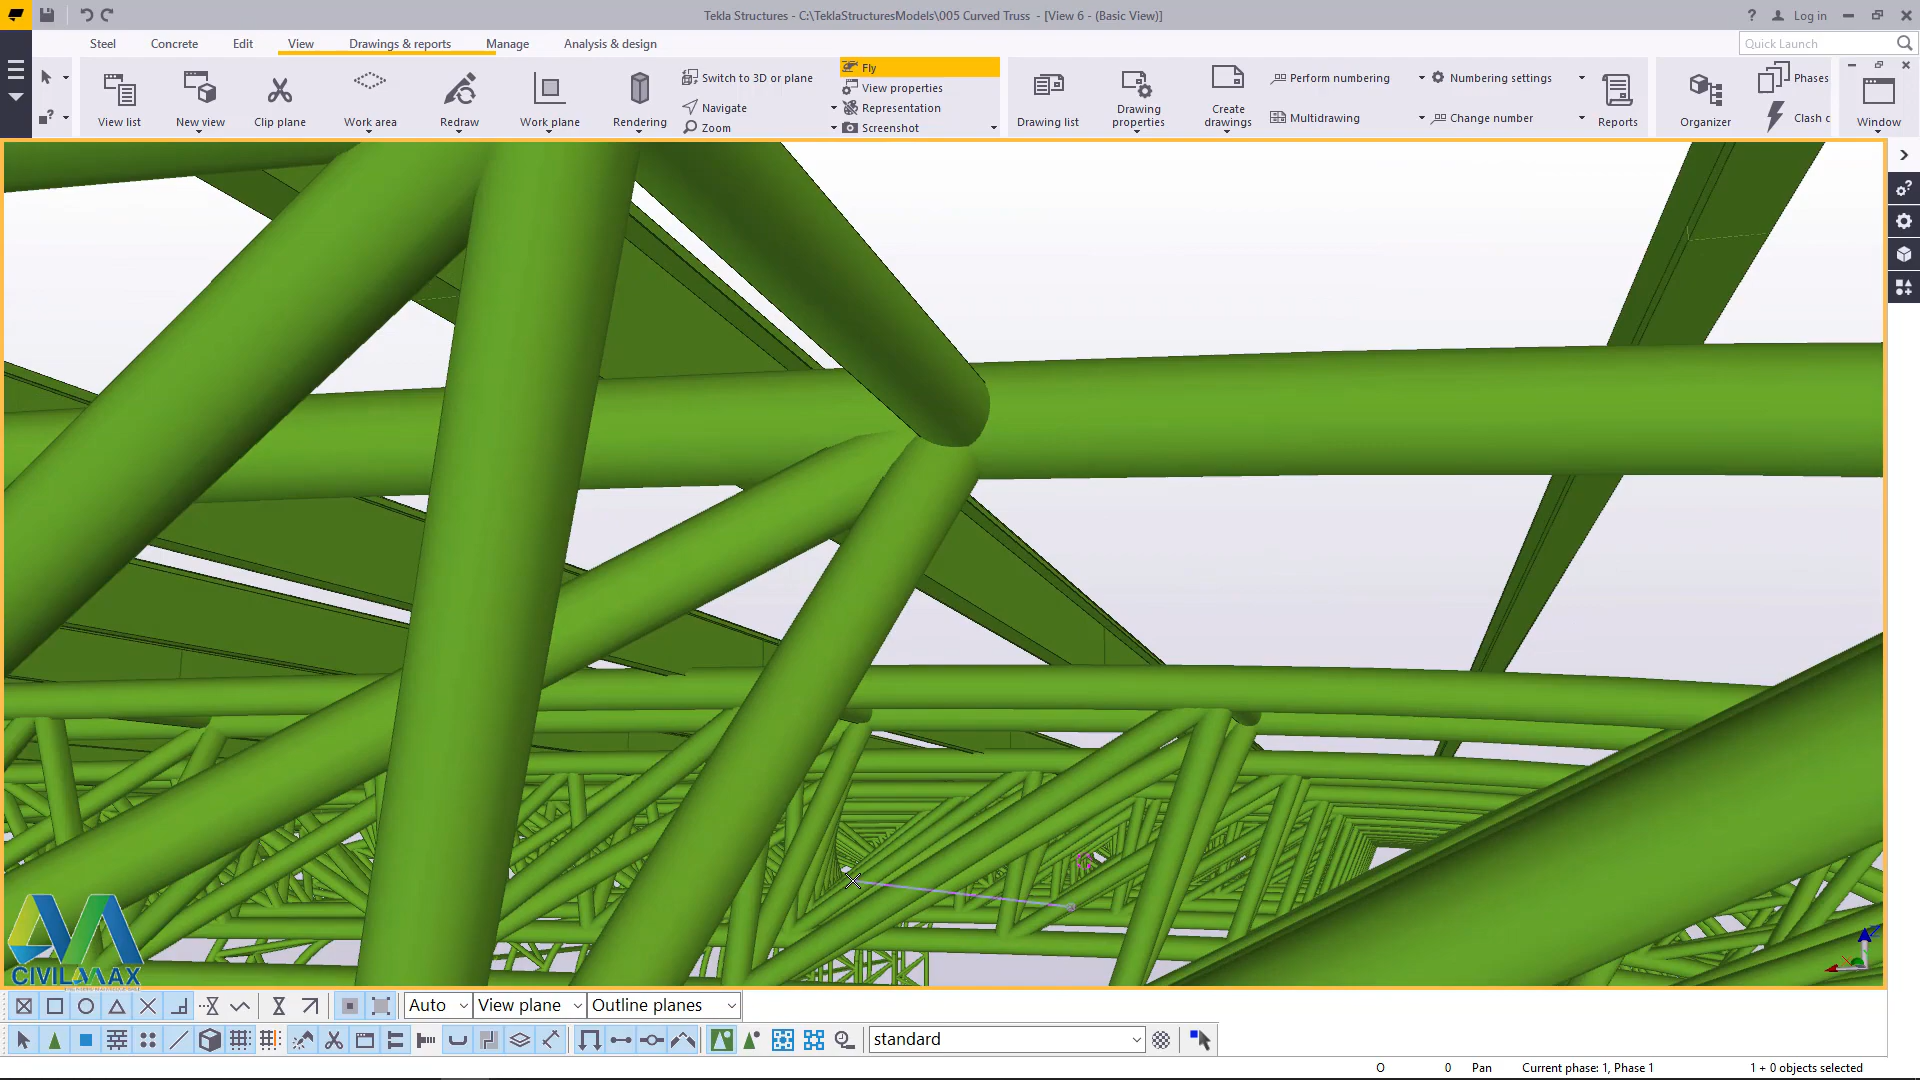 Tekla Structures - C:\TeklaStructuresModels\005 Curved Truss - [View 6 - (Basic View)]
? Log in
Steel Concrete Edit View Drawings & reports Manage Analysis & design
Quick Launch
View list
New view
Clip plane
Work area
Redraw
Work plane
Rendering
Switch to 3D or plane
Navigate
Zoom
Fly
View properties
Representation
Screenshot
Drawing list
Drawing
properties
Create
drawings
Perform numbering
Multidrawing
Numbering settings
Change number
Reports
Organizer
Phases
Clash c
Window
CIVILMAX
Auto View plane Outline planes
standard
O 0 Pan Current phase: 1, Phase 1 1 + 0 objects selected